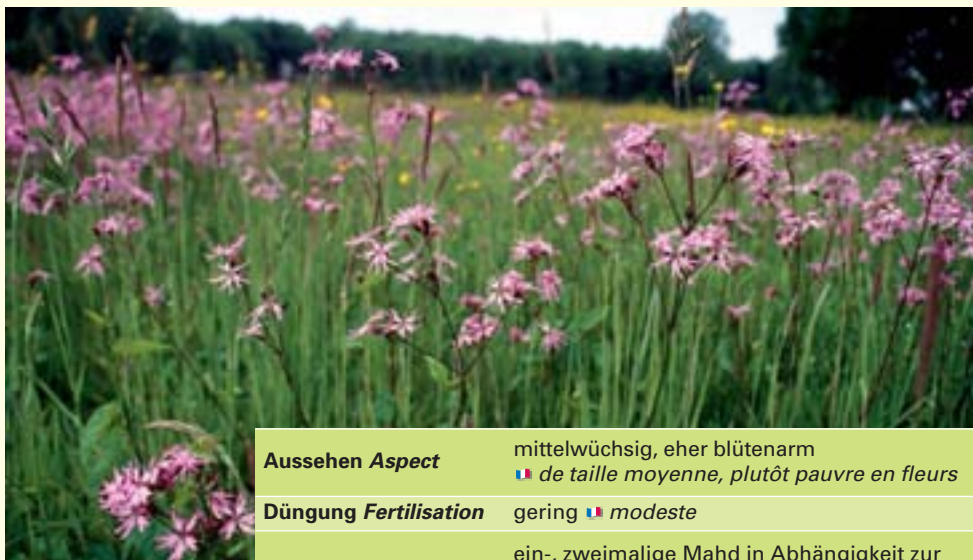 Aussehen Aspect
mittelwüchsig, eher blütenarm
de taille moyenne, plutôt pauvre en fleurs
Düngung Fertilisation
gering modeste
ein-, zweimalige Mahd in Abhängigkeit zur